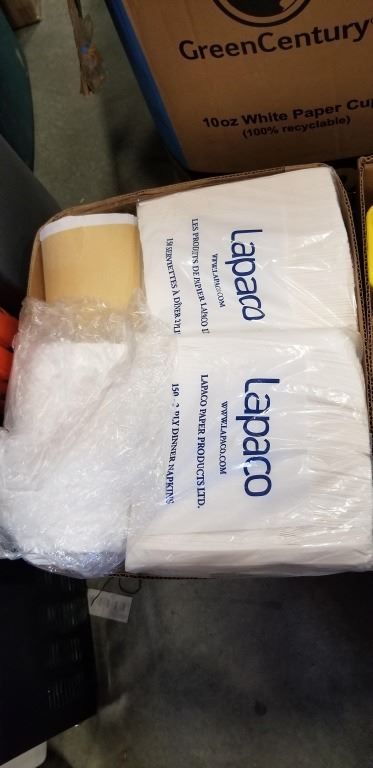 GreenCentury®
10oz White Paper Cup
(100% recyclable)
Lapaco
WWW.LAPACO.COM
LES PRODUITS DE PAPIER LAPACO
SERVIETTES À DÎNER
Lapaco
WWW.LAPACO.COM
LAPACO PAPER PRODUCTS LTD.
150 - 2 PLY DINNER NAPKINS